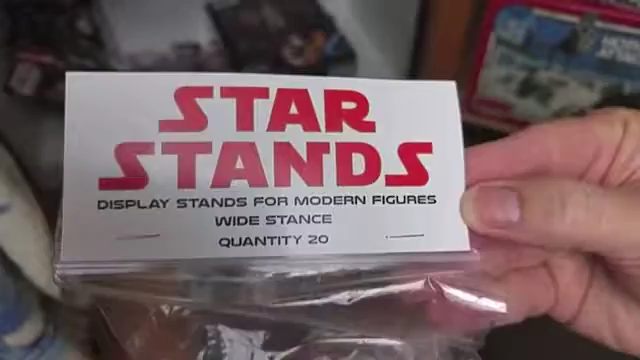 STAR
STANDS
DISPLAY STANDS FOR MODERN FIGURES
WIDE STANCE
QUANTITY 20